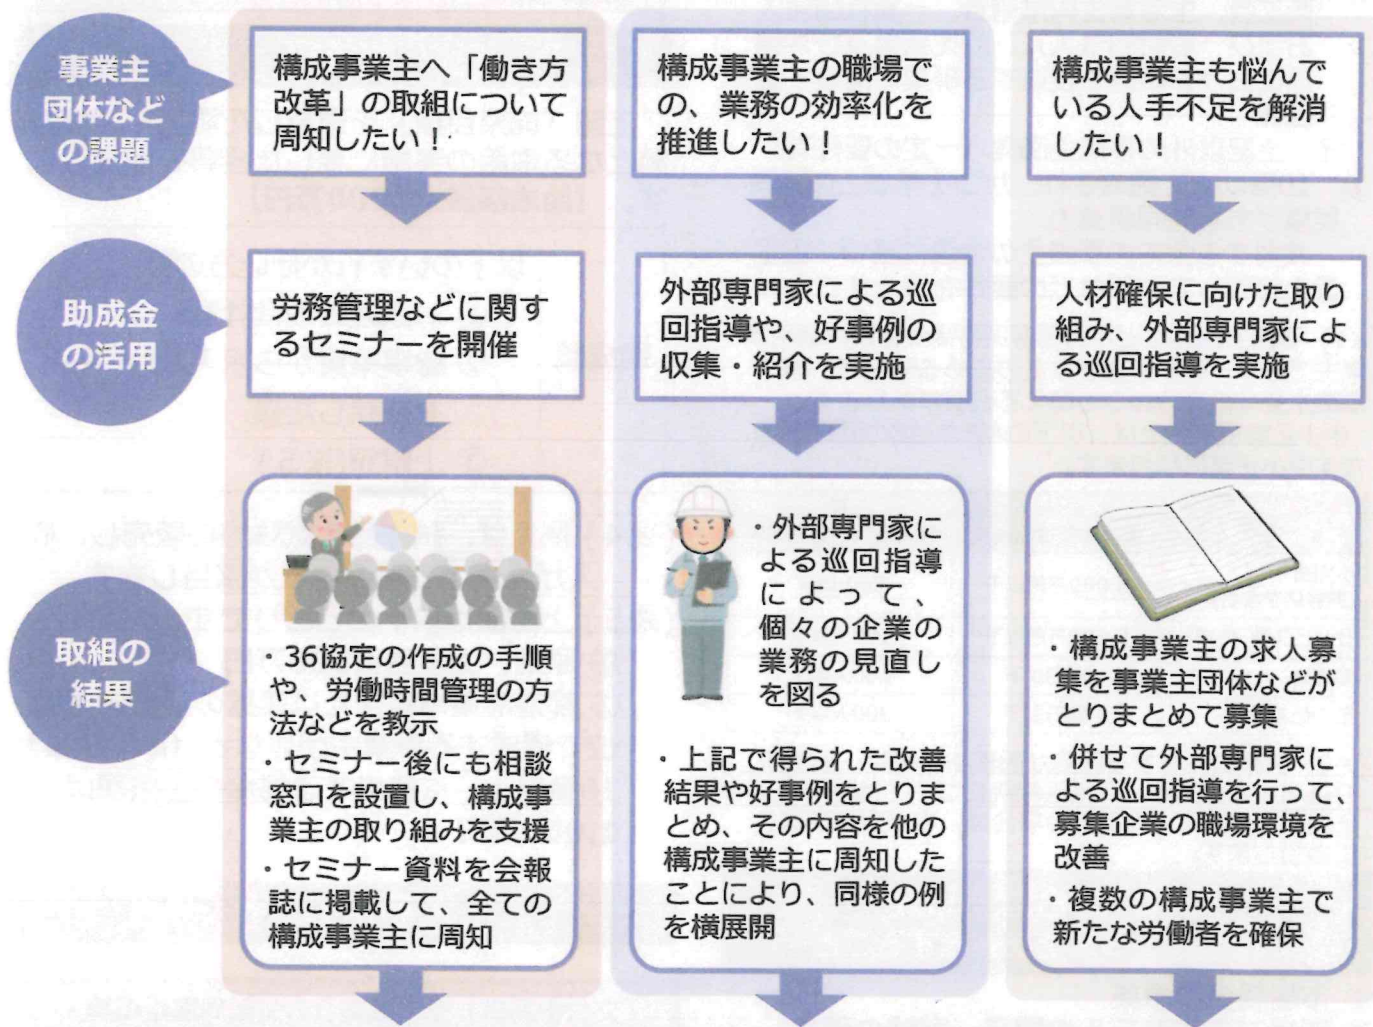 事業主
団体など
の課題
構成事業主へ「働き方
改革」の取組について
周知したい！
構成事業主の職場で
の、業務の効率化を
推進したい！
構成事業主も悩んで
いる人手不足を解消
したい！
助成金
の活用
労務管理などに関す
るセミナーを開催
外部専門家による巡
回指導や、好事例の
収集・紹介を実施
人材確保に向けた取り
組み、外部専門家によ
る巡回指導を実施
取組の
結果
・36協定の作成の手順
や、労働時間管理の方
法などを教示
・セミナー後にも相談
窓口を設置し、構成事
業主の取り組みを支援
・セミナー資料を会報
誌に掲載して、全ての
構成事業主に周知
・外部専門家に
よる巡回指導
によって、
個々の企業の
業務の見直し
を図る
・上記で得られた改善
結果や好事例をとりま
とめ、その内容を他の
構成事業主に周知した
ことにより、同様の例
を横展開
・構成事業主の求人募
集を事業主団体などが
とりまとめて募集
・併せて外部専門家に
よる巡回指導を行って、
募集企業の職場環境を
改善
・複数の構成事業主で
新たな労働者を確保